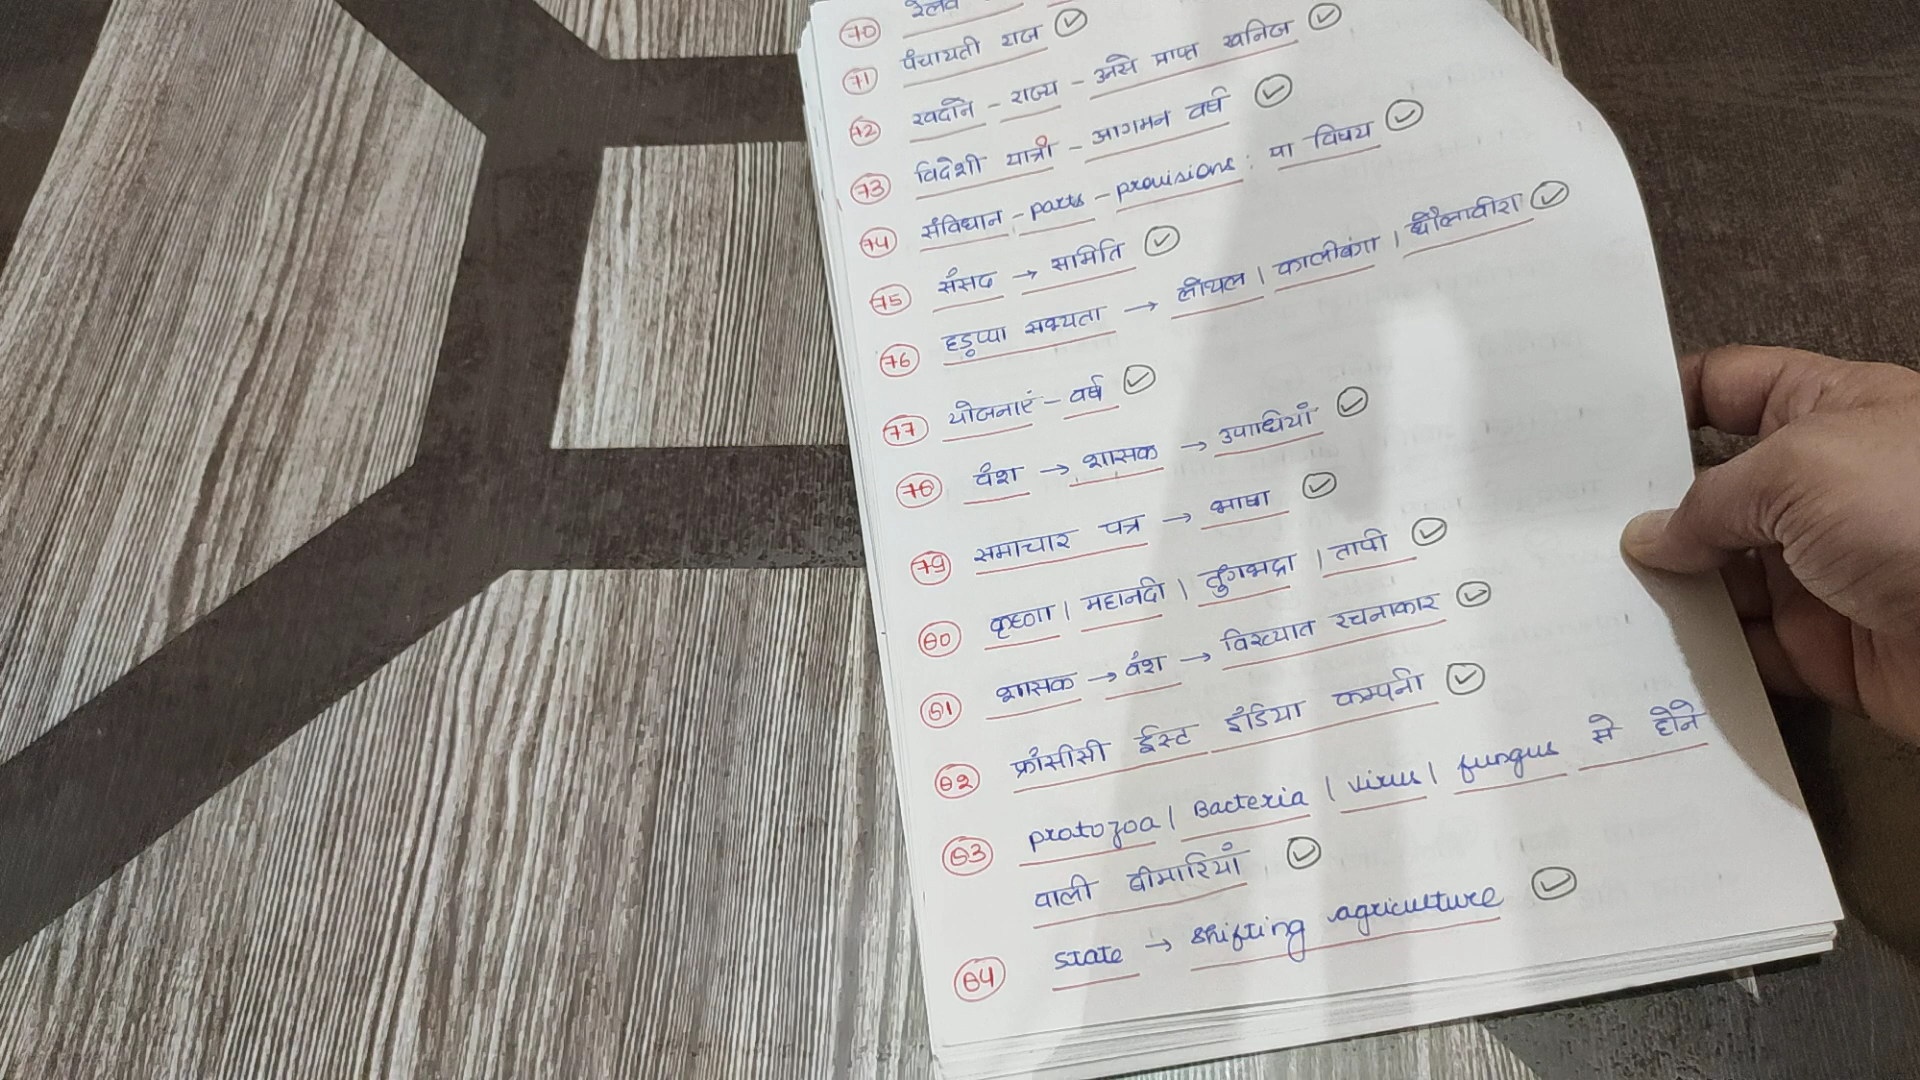 70 रेलवे
71 पंचायती राज
72 खदानें - राज्य - उनसे प्राप्त खनिज
73 विदेशी यात्री - आगमन वर्ष
74 संविधान - parts - provisions : या विषय
75 संसद → समिति
76 हड़प्पा सभ्यता → लोथल | कालीबंगा | धौलावीरा
77 योजनाएं - वर्ष
78 वंश → शासक → उपाधियाँ
79 समाचार पत्र → भाषा
80 कृष्णा | महानदी | तुंगभद्रा | तापी
81 शासक → वंश → विख्यात रचनाकार
82 फ्रांसीसी ईस्ट इंडिया कम्पनी
83 protozoa | Bacteria | virus | fungus से होने
वाली बीमारियाँ
84 state → shifting agriculture